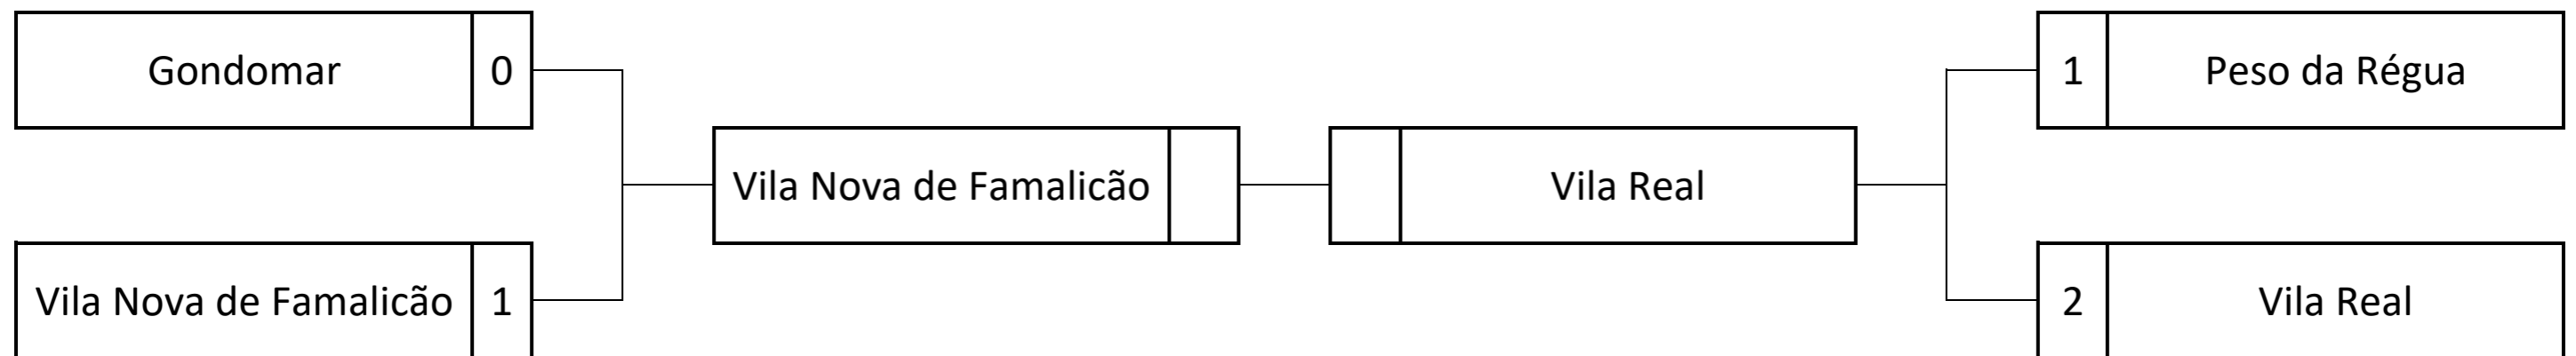 Gondomar 0
1 Peso da Régua
Vila Nova de Famalicão
Vila Real
Vila Nova de Famalicão 1
2 Vila Real